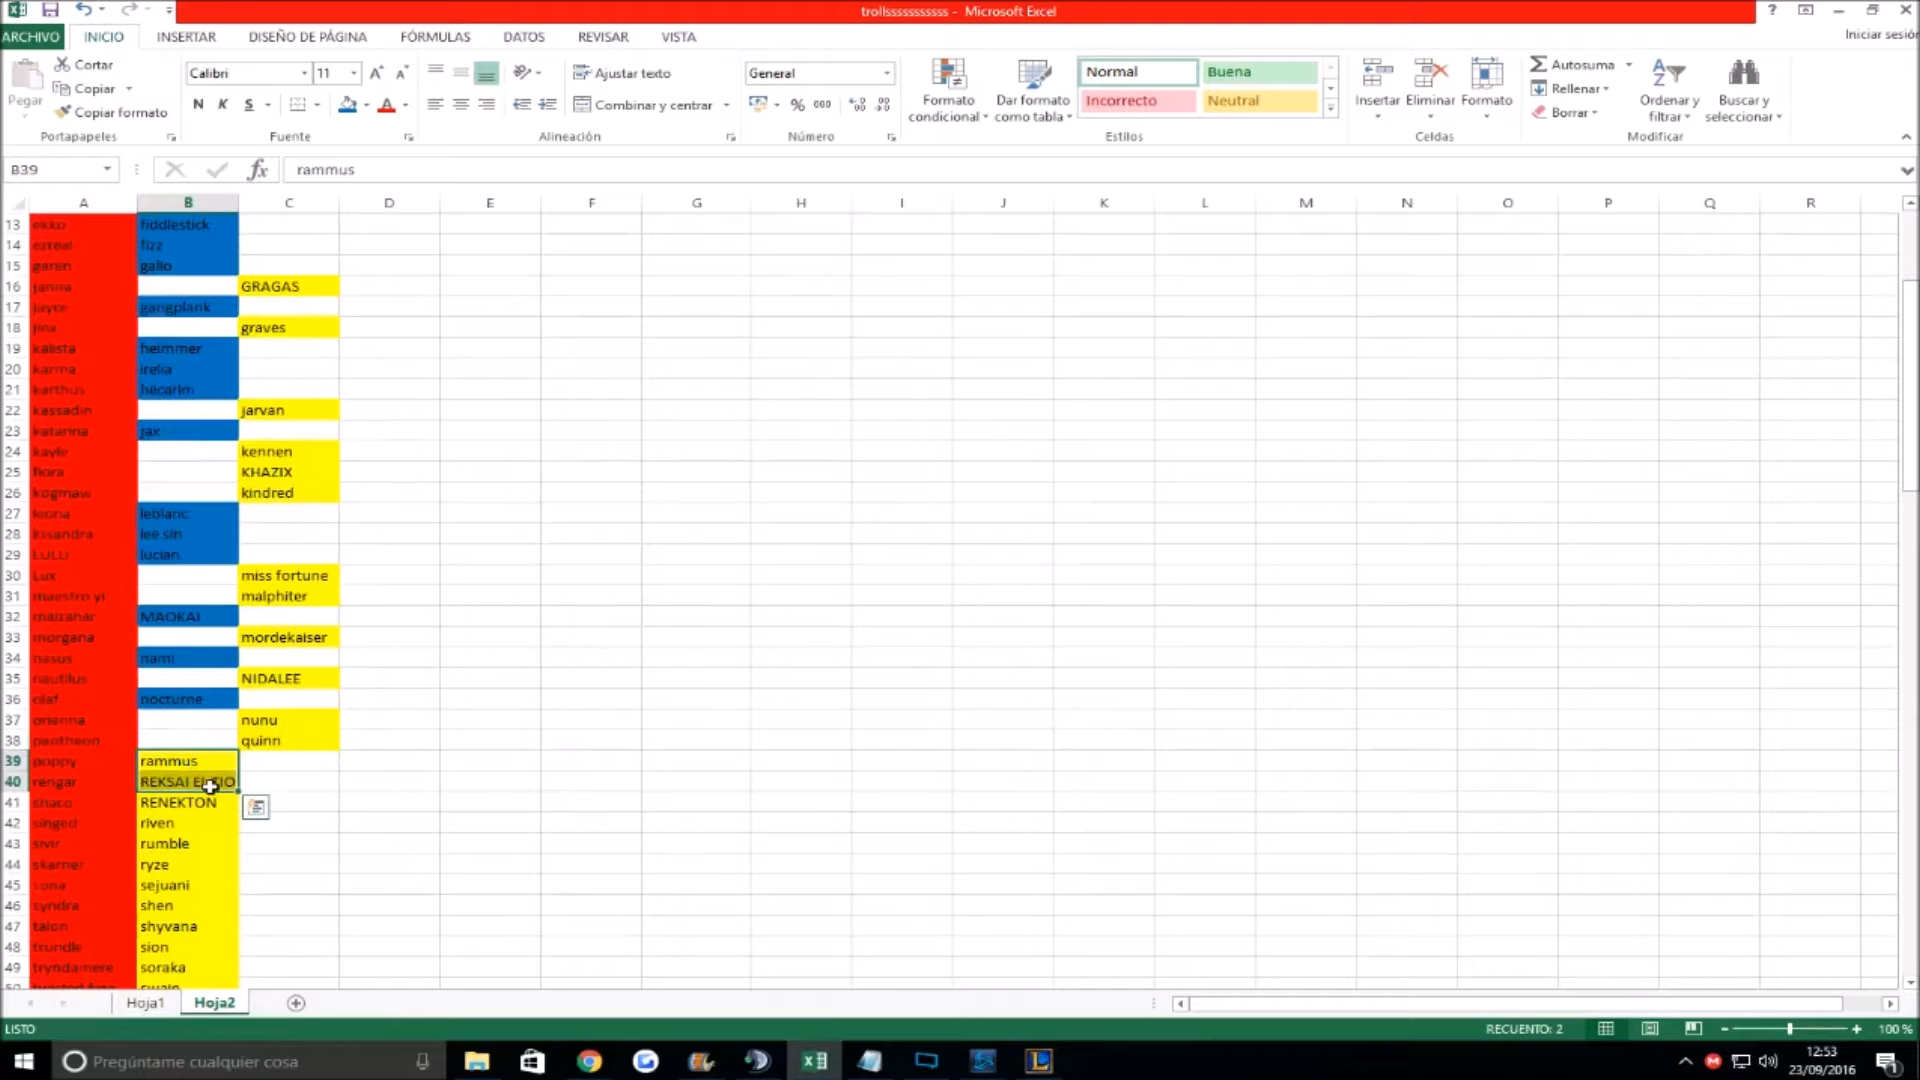 trollsssssssssss - Microsoft Excel
ARCHIVO INICIO INSERTAR DISEÑO DE PÁGINA FÓRMULAS DATOS REVISAR VISTA Iniciar sesión
Pegar
Cortar
Copiar
Copiar formato
Portapapeles
Calibri 11
N K S
Fuente
Ajustar texto
Combinar y centrar
Alineación
General
% 000
Número
Formato condicional
Dar formato como tabla
Normal Buena
Incorrecto Neutral
Estilos
Insertar Eliminar Formato
Celdas
Autosuma
Rellenar
Borrar
Ordenar y filtrar
Buscar y seleccionar
Modificar
B39 fx rammus
A B C D E F G H I J K L M N O P Q R
13 ekko fiddlestick
14 ezreal fizz
15 garen galio
16 janna GRAGAS
17 jayce gangplank
18 jinx graves
19 kalista heimmer
20 karma irelia
21 karthus hecarim
22 kassadin jarvan
23 katarina jax
24 kayle kennen
25 fiora KHAZIX
26 kogmaw kindred
27 leona leblanc
28 lissandra lee sin
29 LULU lucian
30 Lux miss fortune
31 maestro yi malphiter
32 malzahar MAOKAI
33 morgana mordekaiser
34 nasus nami
35 nautilus NIDALEE
36 olaf nocturne
37 orienna nunu
38 pantheon quinn
39 poppy rammus
40 rengar REKSAI
41 shaco RENEKTON
42 singed riven
43 sivir rumble
44 skarner ryze
45 sona sejuani
46 syndra shen
47 talon shyvana
48 trundle sion
49 tryndamere soraka
50 twisted fate swain
Hoja1 Hoja2
LISTO RECUENTO: 2 100 %
Pregúntame cualquier cosa
12:53
23/09/2016